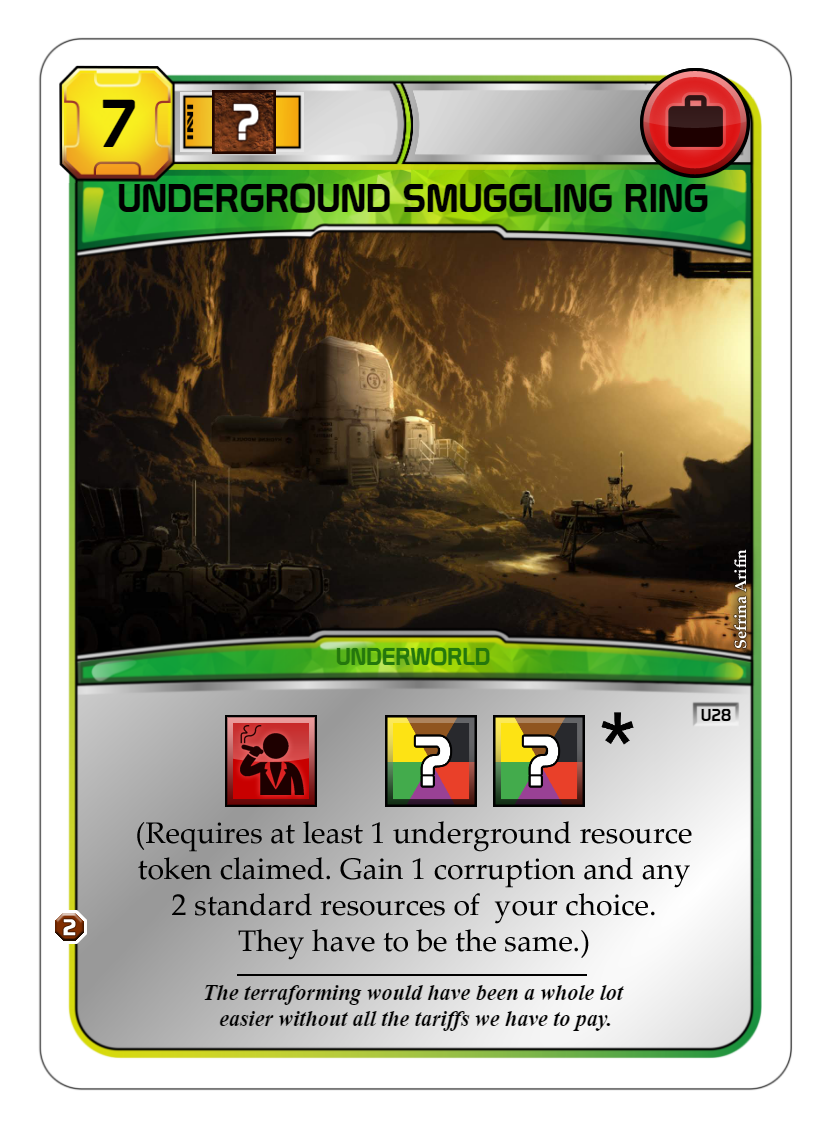 7
?
UNDERGROUND SMUGGLING RING
Sefrina Arifin
UNDERWORLD
U28
? ? *
(Requires at least 1 underground resource
token claimed. Gain 1 corruption and any
2 standard resources of your choice.
They have to be the same.)
2
The terraforming would have been a whole lot
easier without all the tariffs we have to pay.